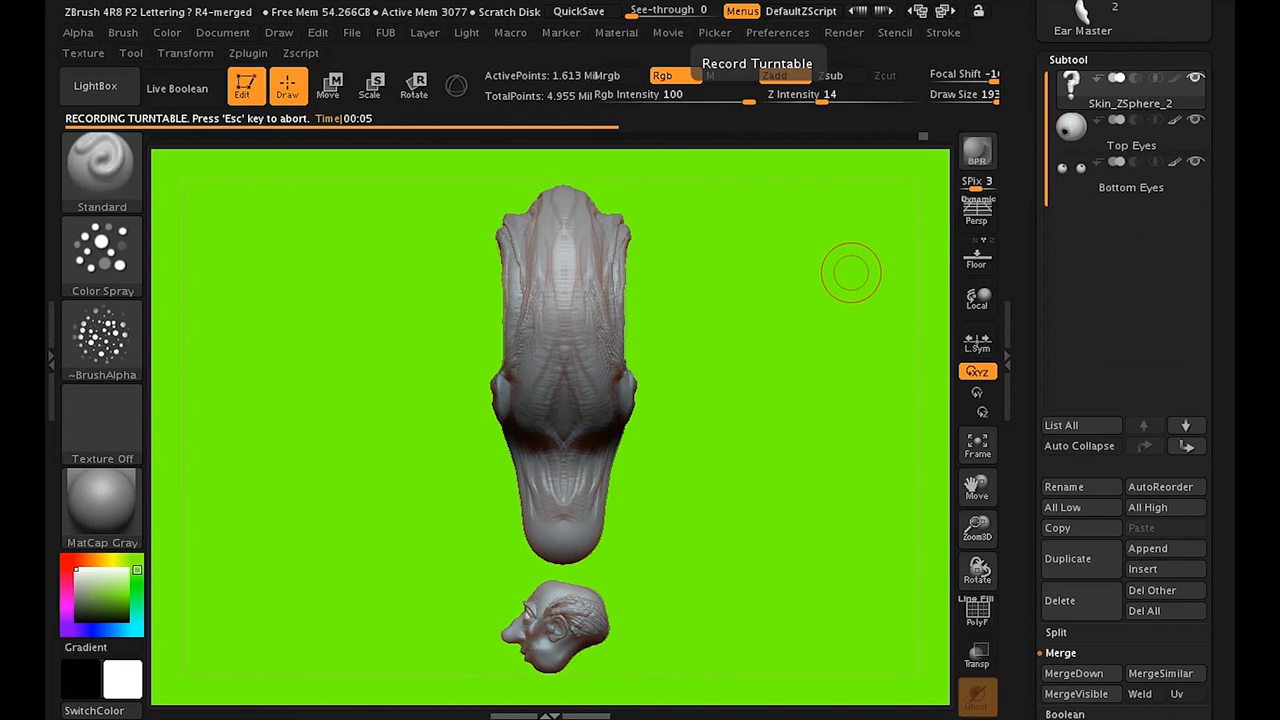 ZBrush 4R8 P2 Lettering ? R4-merged
• Free Mem 54.266GB • Active Mem 3077 • Scratch Disk
QuickSave
See-through 0
Menus
DefaultZScript
2
Alpha Brush Color Document Draw Edit File FUB Layer Light Macro Marker Material Movie Picker Preferences Render Stencil Stroke
Ear Master
Texture Tool Transform Zplugin Zscript
Record Turntable
Subtool
LightBox
Live Boolean
Edit Draw Move Scale Rotate
ActivePoints: 1.613 Mil
Mrgb Rgb M Zadd Zsub Zcut
TotalPoints: 4.955 Mil
Rgb Intensity 100
Z Intensity 14
Draw Size 193
RECORDING TURNTABLE. Press 'Esc' key to abort. Time|00:05
Skin_ZSphere_2
Top Eyes
Bottom Eyes
Standard
Color Spray
~BrushAlpha
Texture Off
MatCap Gray
Gradient
SwitchColor
BPR
SPix 3
Dynamic
Persp
Floor
Local
L.Sym
XYZ
Y
Z
Frame
Move
Zoom3D
Rotate
Line Fill
PolyF
Transp
Ghost
List All
Auto Collapse
Rename AutoReorder
All Low All High
Copy Paste
Duplicate Append
Insert
Delete Del Other
Del All
Split
Merge
MergeDown MergeSimilar
MergeVisible Weld Uv
Boolean